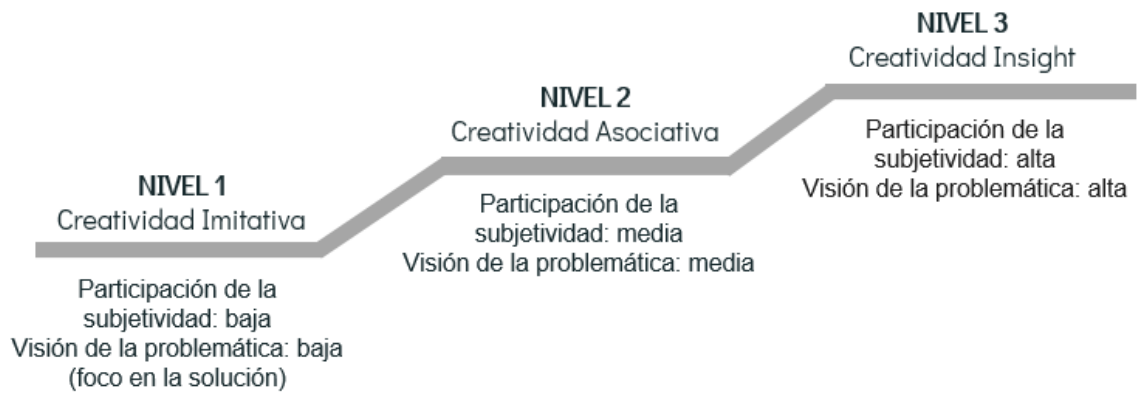 NIVEL 1
Creatividad Imitativa
Participación de la
subjetividad: baja
Visión de la problemática: baja
(foco en la solución)
NIVEL 2
Creatividad Asociativa
Participación de la
subjetividad: media
Visión de la problemática: media
NIVEL 3
Creatividad Insight
Participación de la
subjetividad: alta
Visión de la problemática: alta